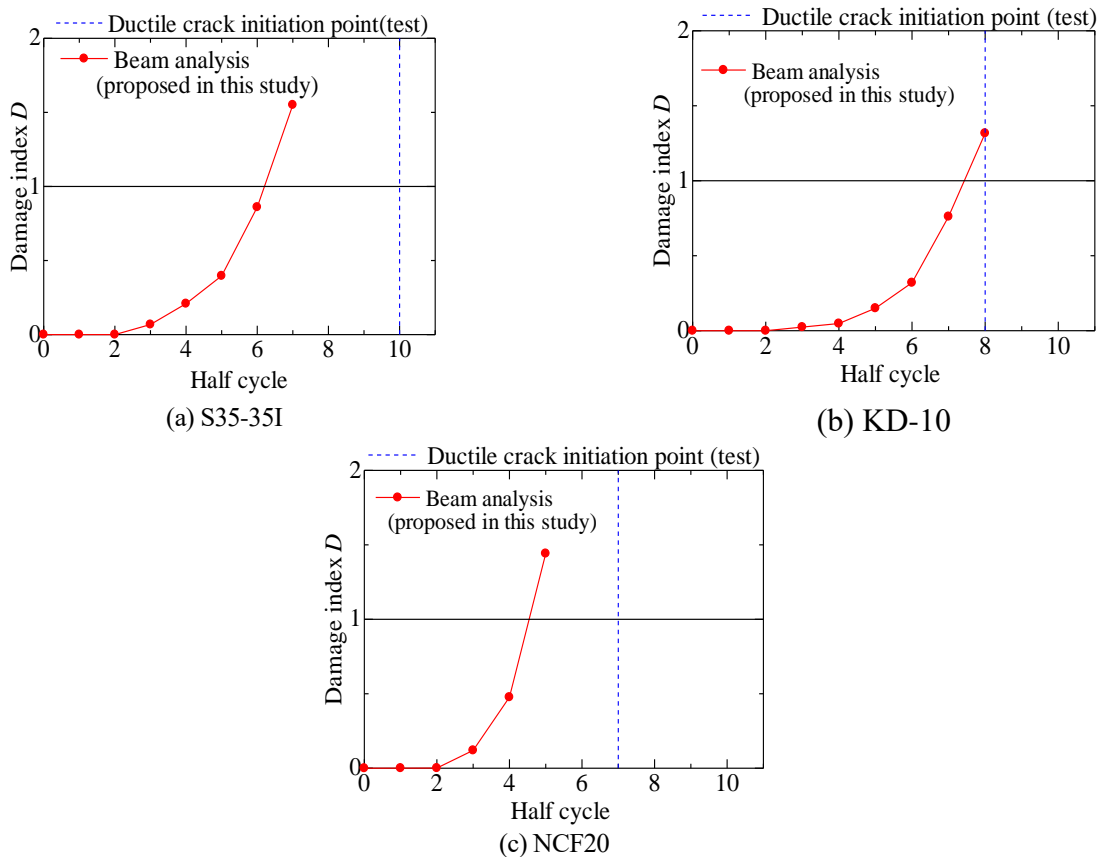 Ductile crack initiation point(test)
2
Beam analysis
(proposed in this study)
1
0
Damage index D
0 2 4 6 8 10
Half cycle
(a) S35-35I
Ductile crack initiation point (test)
2
Beam analysis
(proposed in this study)
1
0
Damage index D
0 2 4 6 8 10
Half cycle
(b) KD-10
Ductile crack initiation point (test)
2
Beam analysis
(proposed in this study)
1
0
Damage index D
0 2 4 6 8 10
Half cycle
(c) NCF20